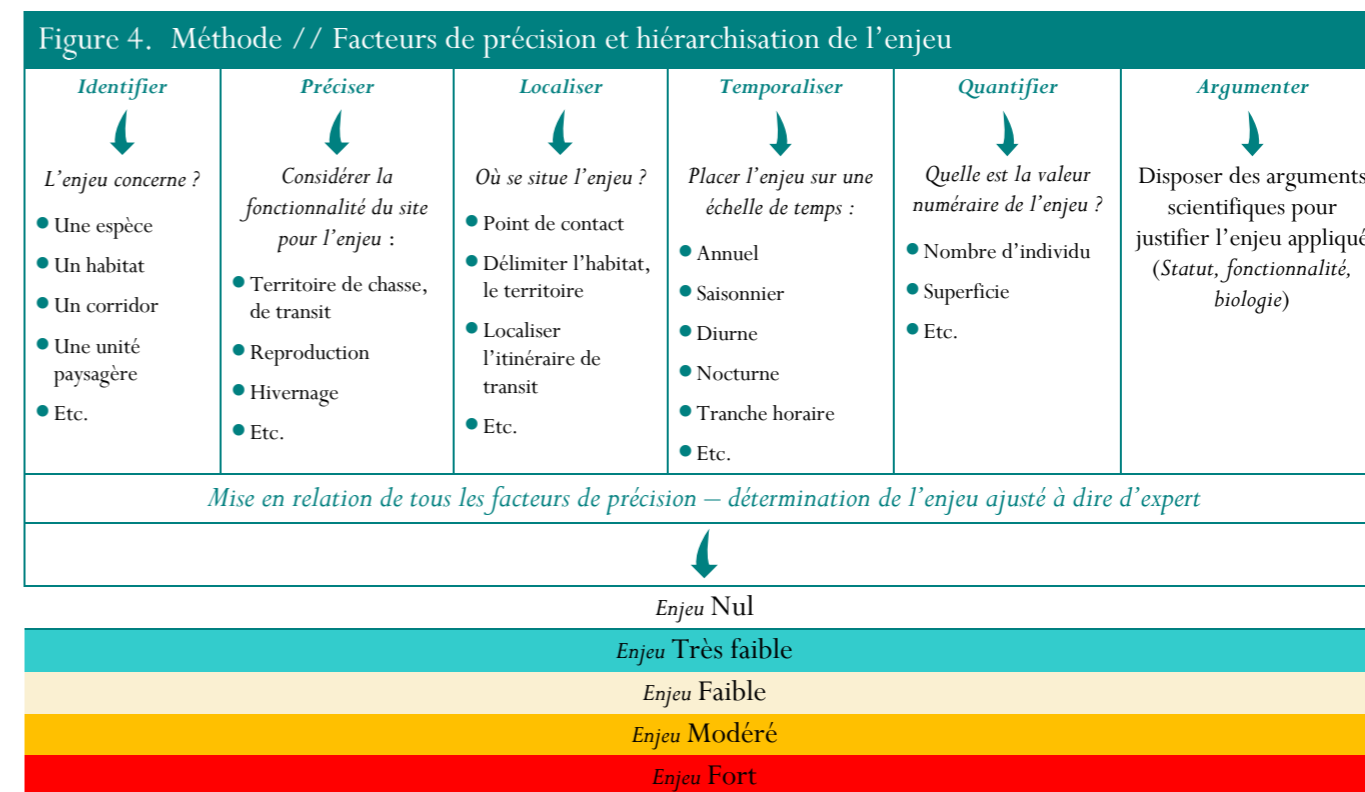 Figure 4. Méthode // Facteurs de précision et hiérarchisation de l'enjeu
Identifier
L'enjeu concerne ?
Une espèce
Un habitat
Un corridor
Une unité
paysagère
Etc.
Préciser
Considérer la
fonctionnalité du site
pour l'enjeu :
Territoire de chasse,
de transit
Reproduction
Hivernage
Etc.
Localiser
Où se situe l'enjeu ?
Point de contact
Délimiter l'habitat,
le territoire
Localiser
l'itinéraire de
transit
Etc.
Temporaliser
Placer l'enjeu sur une
échelle de temps :
Annuel
Saisonnier
Diurne
Nocturne
Tranche horaire
Etc.
Quantifier
Quelle est la valeur
numéraire de l'enjeu ?
Nombre d'individu
Superficie
Etc.
Argumenter
Disposer des arguments
scientifiques pour
justifier l'enjeu appliqué
(Statut, fonctionnalité,
biologie)
Mise en relation de tous les facteurs de précision – détermination de l'enjeu ajusté à dire d'expert
Enjeu Nul
Enjeu Très faible
Enjeu Faible
Enjeu Modéré
Enjeu Fort